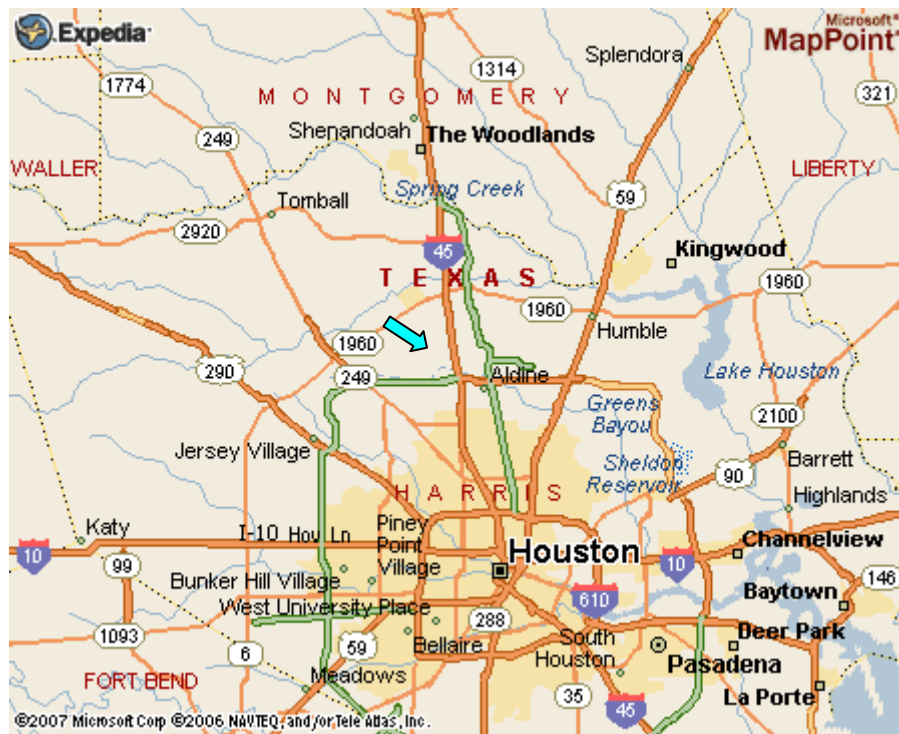 Expedia
Microsoft®
MapPoint
1774
1314
Splendora
321
MONTGOMERY
249
Shenandoah
The Woodlands
WALLER
LIBERTY
Spring Creek
59
Tomball
2920
45
Kingwood
TEXAS
1960
1960
1960
Humble
290
249
Aldine
Lake Houston
Greens
Bayou
2100
Jersey Village
Sheldon
Reservoir
90
Barrett
HARRIS
Highlands
Katy
I-10 Hov Ln
Piney
Point
Village
Houston
Channelview
10
99
10
146
Bunker Hill Village
610
Baytown
West University Place
288
1093
Bellaire
South
Houston
Deer Park
6
59
Pasadena
Meadows
FORT BEND
35
La Porte
45
©2007 Microsoft Corp ©2006 NAVTEQ, and/or Tele Atlas, Inc.